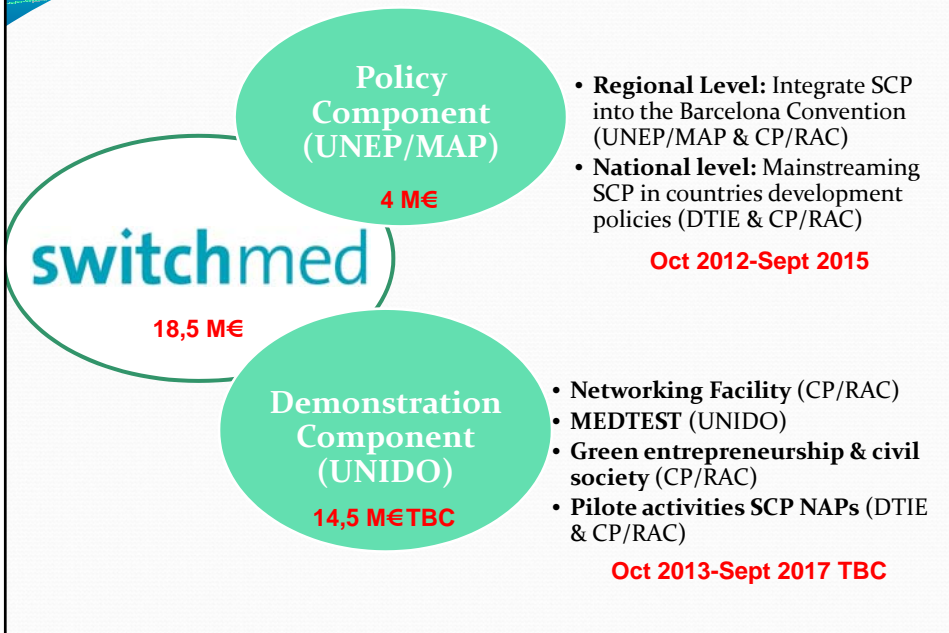 Policy
Component
(UNEP/MAP)
4 M€
• Regional Level: Integrate SCP
into the Barcelona Convention
(UNEP/MAP & CP/RAC)
• National level: Mainstreaming
SCP in countries development
policies (DTIE & CP/RAC)
Oct 2012-Sept 2015
switchmed
18,5 M€
Demonstration
Component
(UNIDO)
14,5 M€ TBC
• Networking Facility (CP/RAC)
• MEDTEST (UNIDO)
• Green entrepreneurship & civil
society (CP/RAC)
• Pilote activities SCP NAPs (DTIE
& CP/RAC)
Oct 2013-Sept 2017 TBC